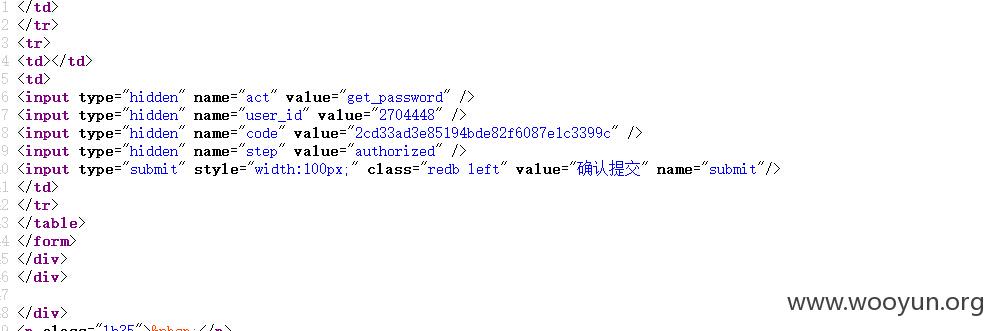 1 </td>
2 </tr>
3 <tr>
4 <td></td>
5 <td>
6 <input type="hidden" name="act" value="get_password" />
7 <input type="hidden" name="user_id" value="2704448" />
8 <input type="hidden" name="code" value="2cd33ad3e85194bde82f6087e1c3399c" />
9 <input type="hidden" name="step" value="authorized" />
0 <input type="submit" style="width:100px;" class="redb left" value="确认提交" name="submit"/>
1 </td>
2 </tr>
3 </table>
4 </form>
5 </div>
6 </div>
7
8 </div>
www.wooyun.org